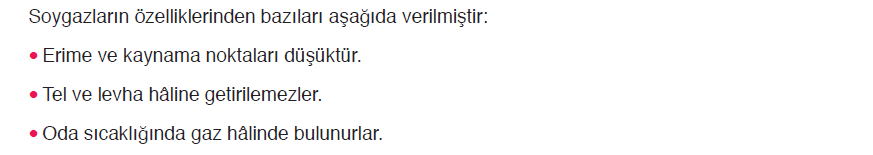 Soygazların özelliklerinden bazıları aşağıda verilmiştir:
• Erime ve kaynama noktaları düşüktür.
• Tel ve levha hâline getirilemezler.
• Oda sıcaklığında gaz hâlinde bulunurlar.